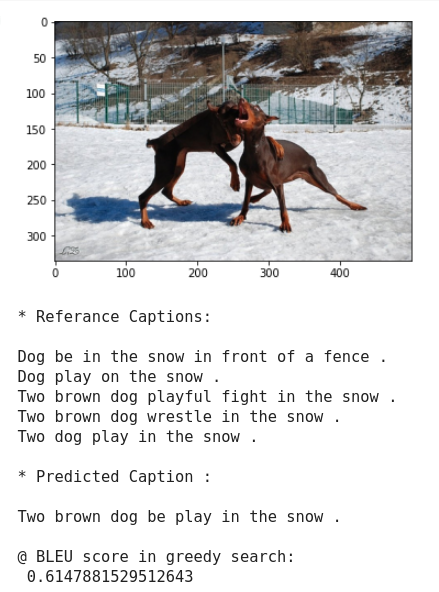 0
50
100
150
200
250
300
0 100 200 300 400
* Referance Captions:
Dog be in the snow in front of a fence .
Dog play on the snow .
Two brown dog playful fight in the snow .
Two brown dog wrestle in the snow .
Two dog play in the snow .
* Predicted Caption :
Two brown dog be play in the snow .
@ BLEU score in greedy search:
0.6147881529512643